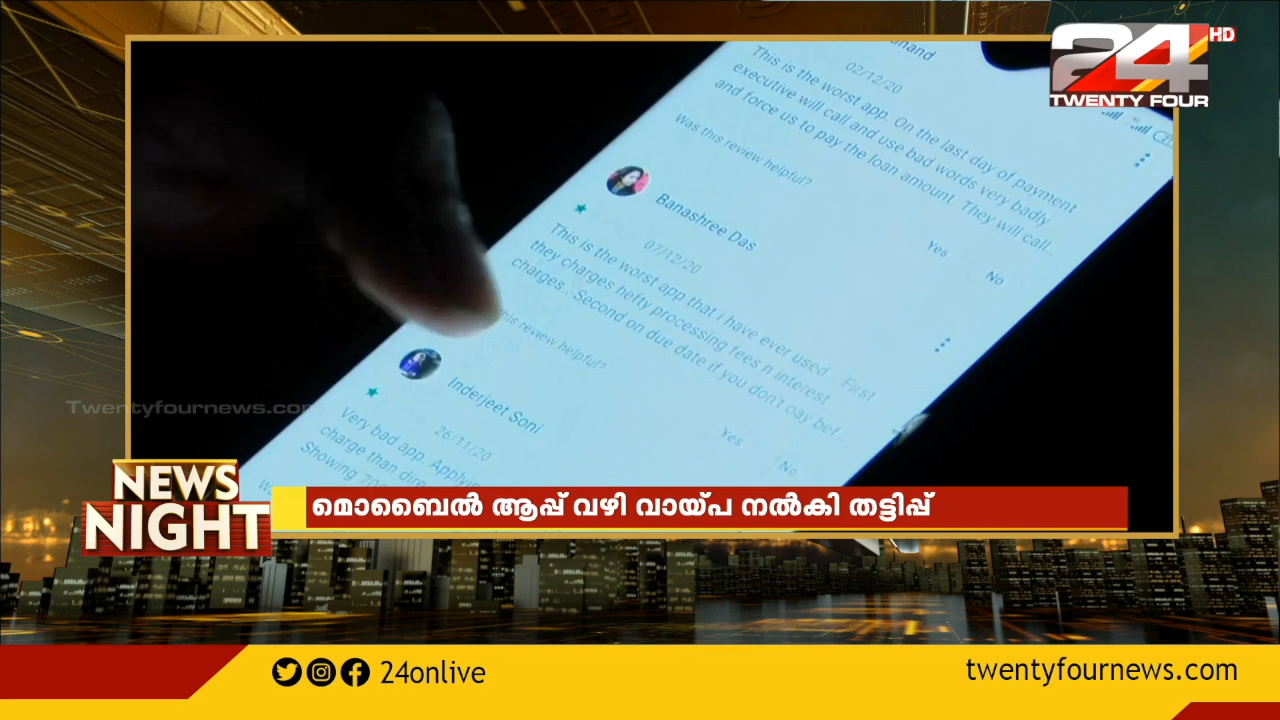 24 HD
TWENTY FOUR
02/12/20
This is the worst app. On the last day of payment
executive will call and use bad words very badly
and force us to pay the loan amount. They will call..
Was this review helpful?
Yes
No
Banashree Das
07/12/20
This is the worst app that i have ever used... First
they charges hefty processing fees n interest
charges.. Second on due date if you don't
Yes
No
Inderjeet Soni
26/11/20
Very bad app. Applying
charge than
Showing
Twentyfournews.com
NEWS
NIGHT
മൊബൈൽ ആപ്പ് വഴി വായ്പ നൽകി തട്ടിപ്പ്
24onlive
twentyfournews.com